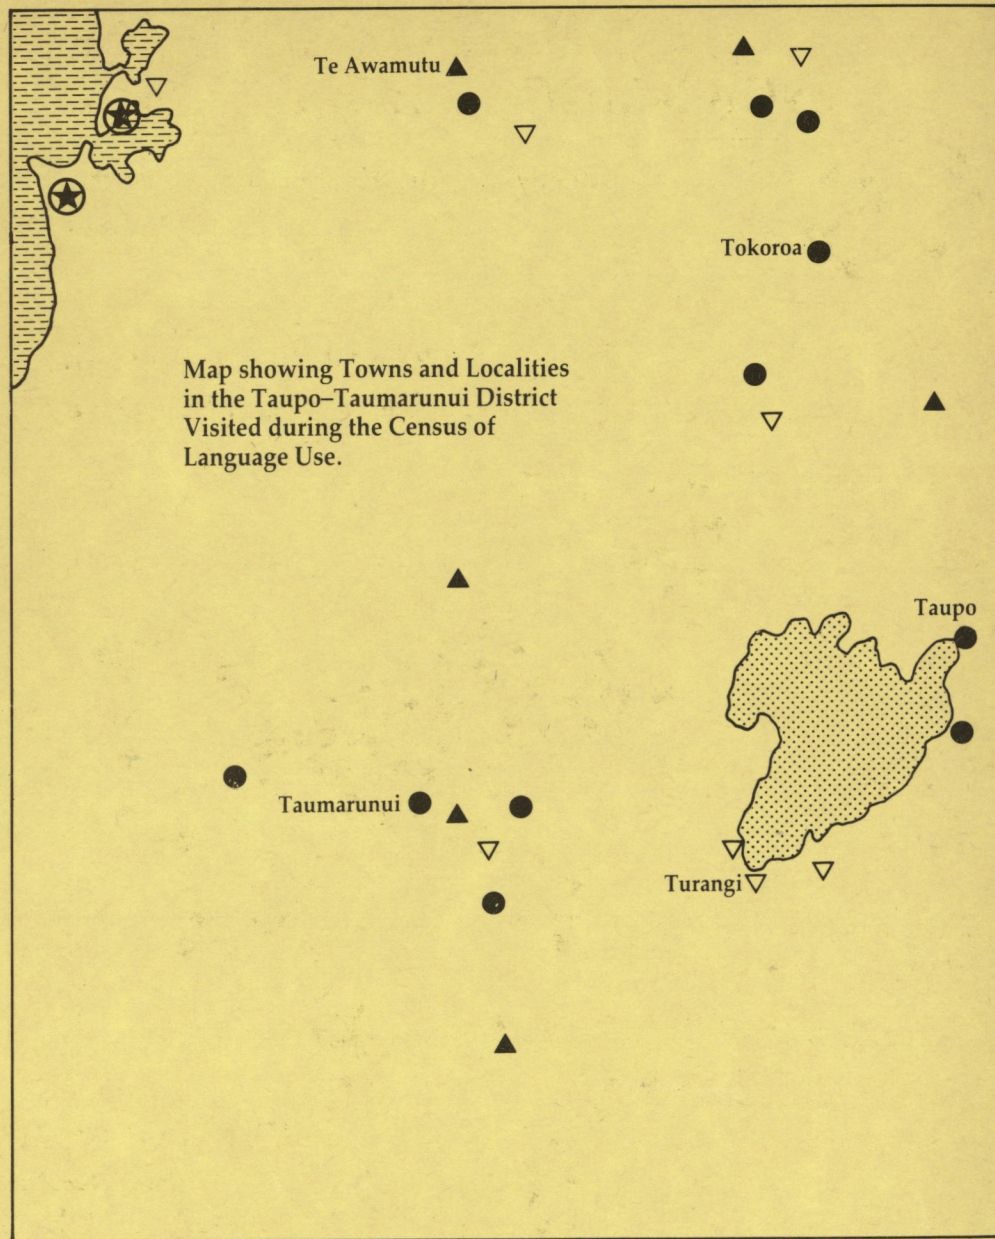 Te Awamutu
Tokoroa
Map showing Towns and Localities
in the Taupo–Taumarunui District
Visited during the Census of
Language Use.
Taupo
Taumarunui
Turangi